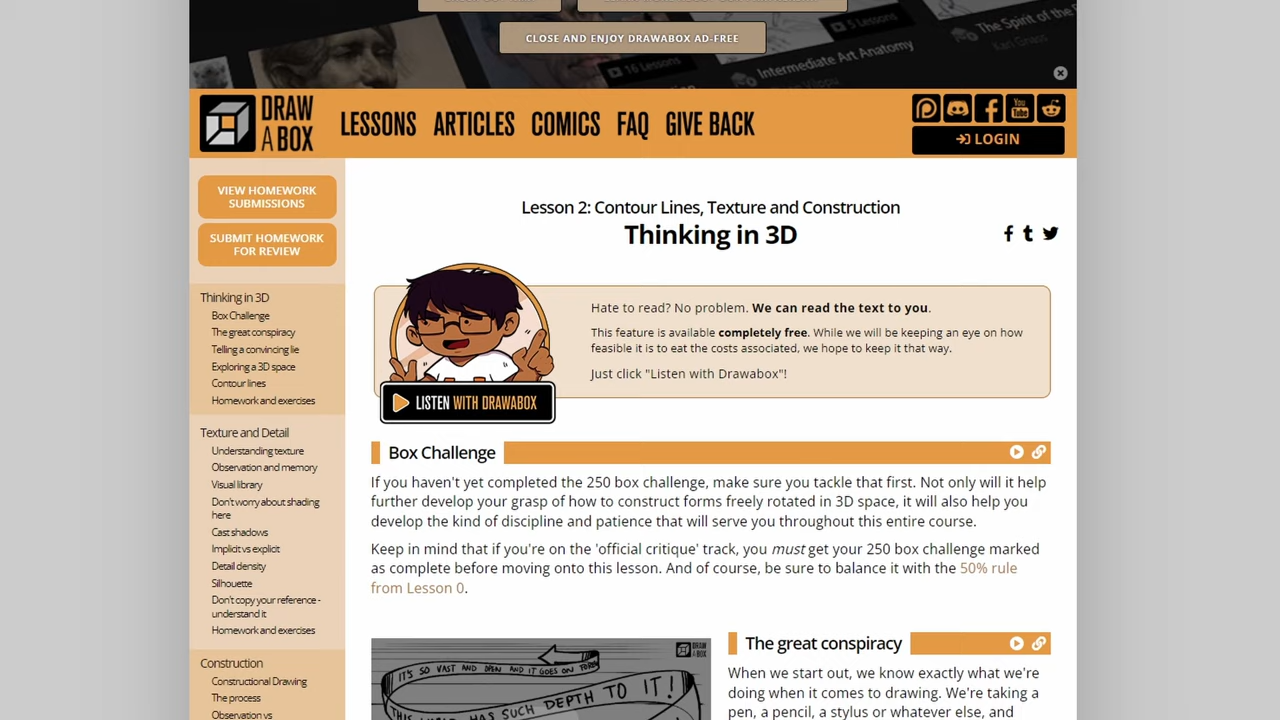 5 Lessons
The Spirit of the
16 Lessons
Intermediate Art Anatomy
CLOSE AND ENJOY DRAWABOX AD-FREE
DRAW
A BOX
LESSONS ARTICLES COMICS FAQ GIVE BACK
You
Tube
LOGIN
VIEW HOMEWORK
SUBMISSIONS
SUBMIT HOMEWORK
FOR REVIEW
Thinking in 3D
Box Challenge
The great conspiracy
Telling a convincing lie
Exploring a 3D space
Contour lines
Homework and exercises
Texture and Detail
Understanding texture
Observation and memory
Visual library
Don't worry about shading
here
Cast shadows
Implicit vs explicit
Detail density
Silhouette
Don't copy your reference -
understand it
Homework and exercises
Construction
Constructional Drawing
The process
Observation vs
Lesson 2: Contour Lines, Texture and Construction
Thinking in 3D
Hate to read? No problem. We can read the text to you.
This feature is available completely free. While we will be keeping an eye on how
feasible it is to eat the costs associated, we hope to keep it that way.
Just click "Listen with Drawabox"!
LISTEN WITH DRAWABOX
Box Challenge
If you haven't yet completed the 250 box challenge, make sure you tackle that first. Not only will it help
further develop your grasp of how to construct forms freely rotated in 3D space, it will also help you
develop the kind of discipline and patience that will serve you throughout this entire course.
Keep in mind that if you're on the 'official critique' track, you must get your 250 box challenge marked
as complete before moving onto this lesson. And of course, be sure to balance it with the 50% rule
from Lesson 0.
DRAW
A BOX
IT'S SO VAST AND OPEN AND IT GOES ON
THIS HAS SUCH DEPTH TO IT!
The great conspiracy
When we start out, we know exactly what we're
doing when it comes to drawing. We're taking a
pen, a pencil, a stylus or whatever else, and